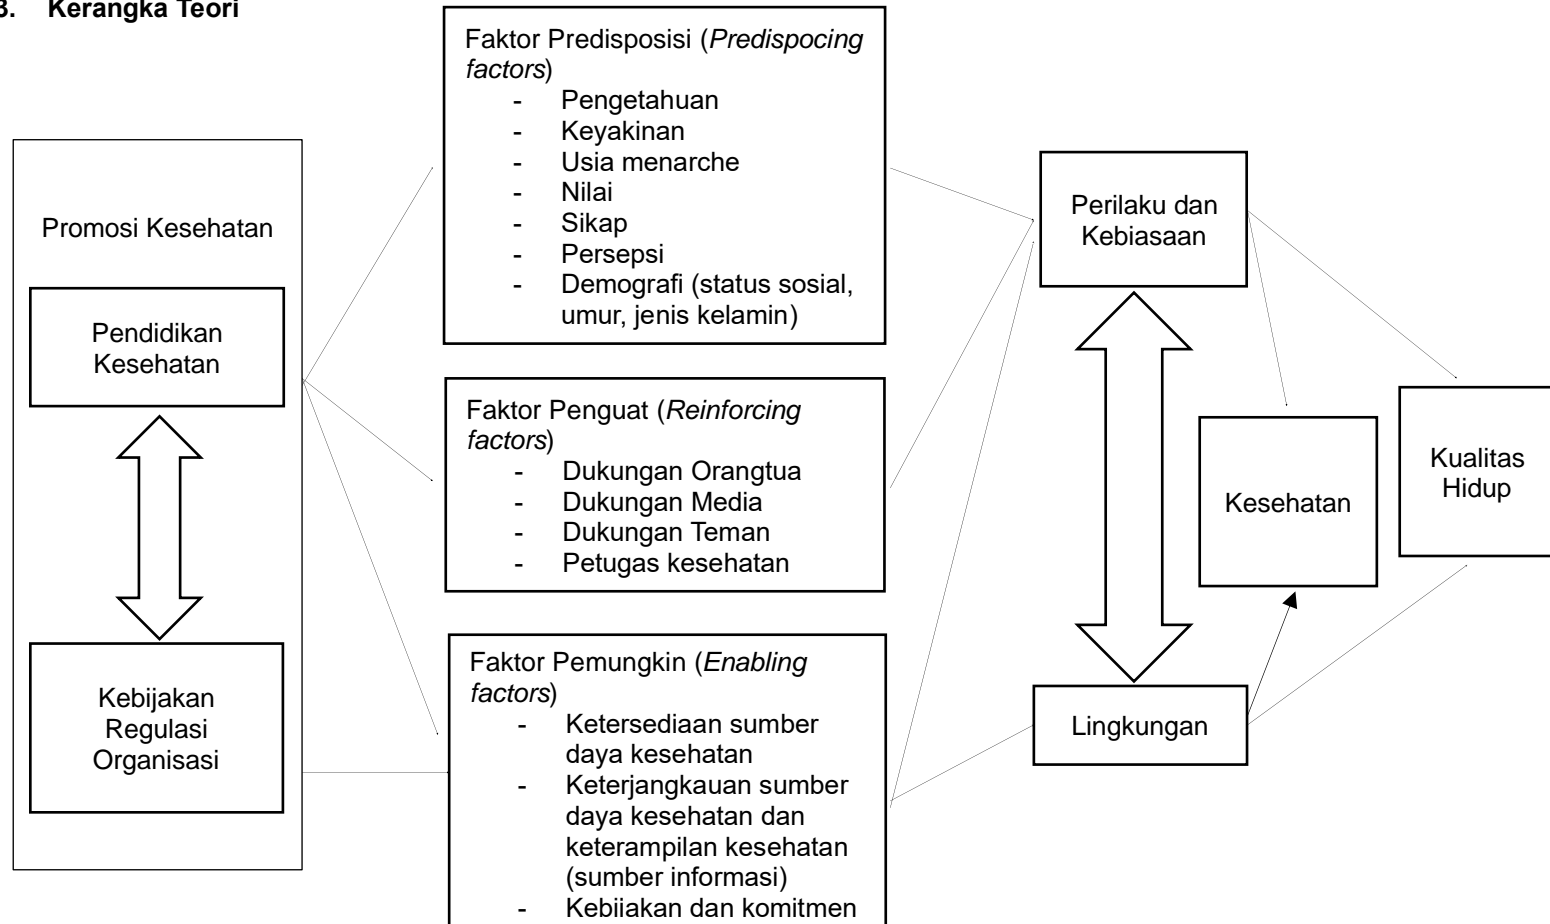 3. Kerangka Teori
Promosi Kesehatan
Pendidikan
Kesehatan
Kebijakan
Regulasi
Organisasi
Faktor Predisposisi (Predispocing
factors)
- Pengetahuan
- Keyakinan
- Usia menarche
- Nilai
- Sikap
- Persepsi
- Demografi (status sosial,
umur, jenis kelamin)
Faktor Penguat (Reinforcing
factors)
- Dukungan Orangtua
- Dukungan Media
- Dukungan Teman
- Petugas kesehatan
Faktor Pemungkin (Enabling
factors)
- Ketersediaan sumber
daya kesehatan
- Keterjangkauan sumber
daya kesehatan dan
keterampilan kesehatan
(sumber informasi)
- Kebijakan dan komitmen
Perilaku dan
Kebiasaan
Lingkungan
Kesehatan
Kualitas
Hidup